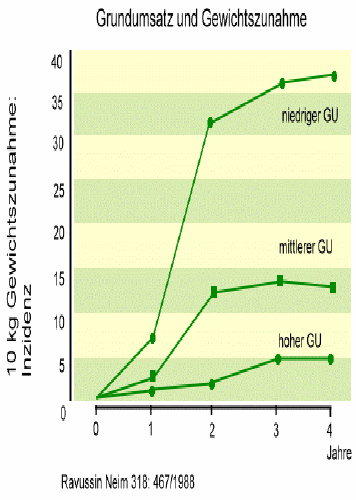 Grundumsatz und Gewichtszunahme
10 kg Gewichtszunahme:
Inzidenz
40
35
30
25
20
15
10
5
0
niedriger GU
mittlerer GU
hoher GU
0 1 2 3 4
Jahre
Ravussin Neim 318: 467/1988